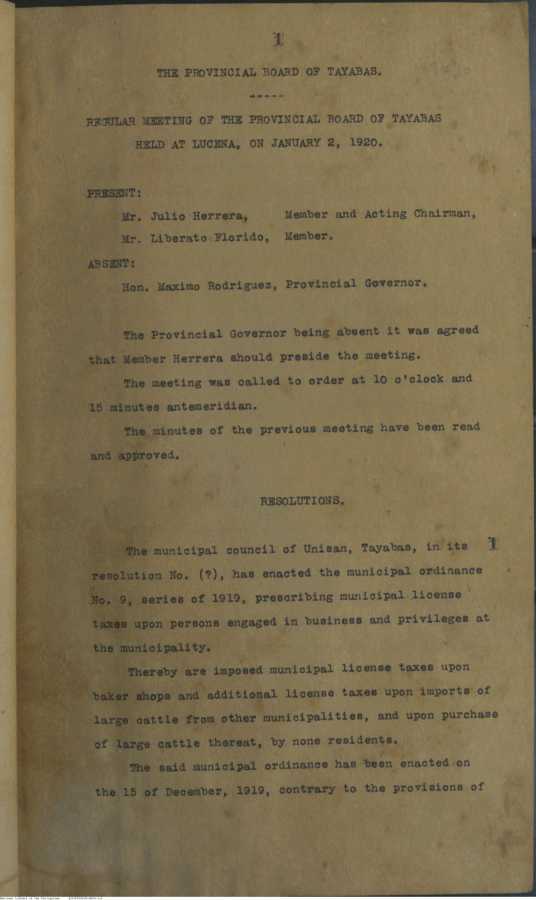 1
THE PROVINCIAL BOARD OF TAYABAS.
-----
REGULAR MEETING OF THE PROVINCIAL BOARD OF TAYABAS
HELD AT LUCENA, ON JANUARY 2, 1920.
PRESENT:
Mr. Julio Herrera, Member and Acting Chairman,
Mr. Liberato Florido, Member.
ABSENT:
Hon. Maximo Rodriguez, Provincial Governor.
The Provincial Governor being absent it was agreed
that Member Herrera should preside the meeting.
The meeting was called to order at 10 o'clock and
15 minutes antemeridian.
The minutes of the previous meeting have been read
and approved.
RESOLUTIONS.
The municipal council of Unisan, Tayabas, in its 1
resolution No. (?), has enacted the municipal ordinance
No. 9, series of 1919, prescribing municipal license
taxes upon persons engaged in business and privileges at
the municipality.
Thereby are imposed municipal license taxes upon
baker shops and additional license taxes upon imports of
large cattle from other municipalities, and upon purchase
of large cattle thereat, by none residents.
The said municipal ordinance has been enacted on
the 15 of December, 1919, contrary to the provisions of